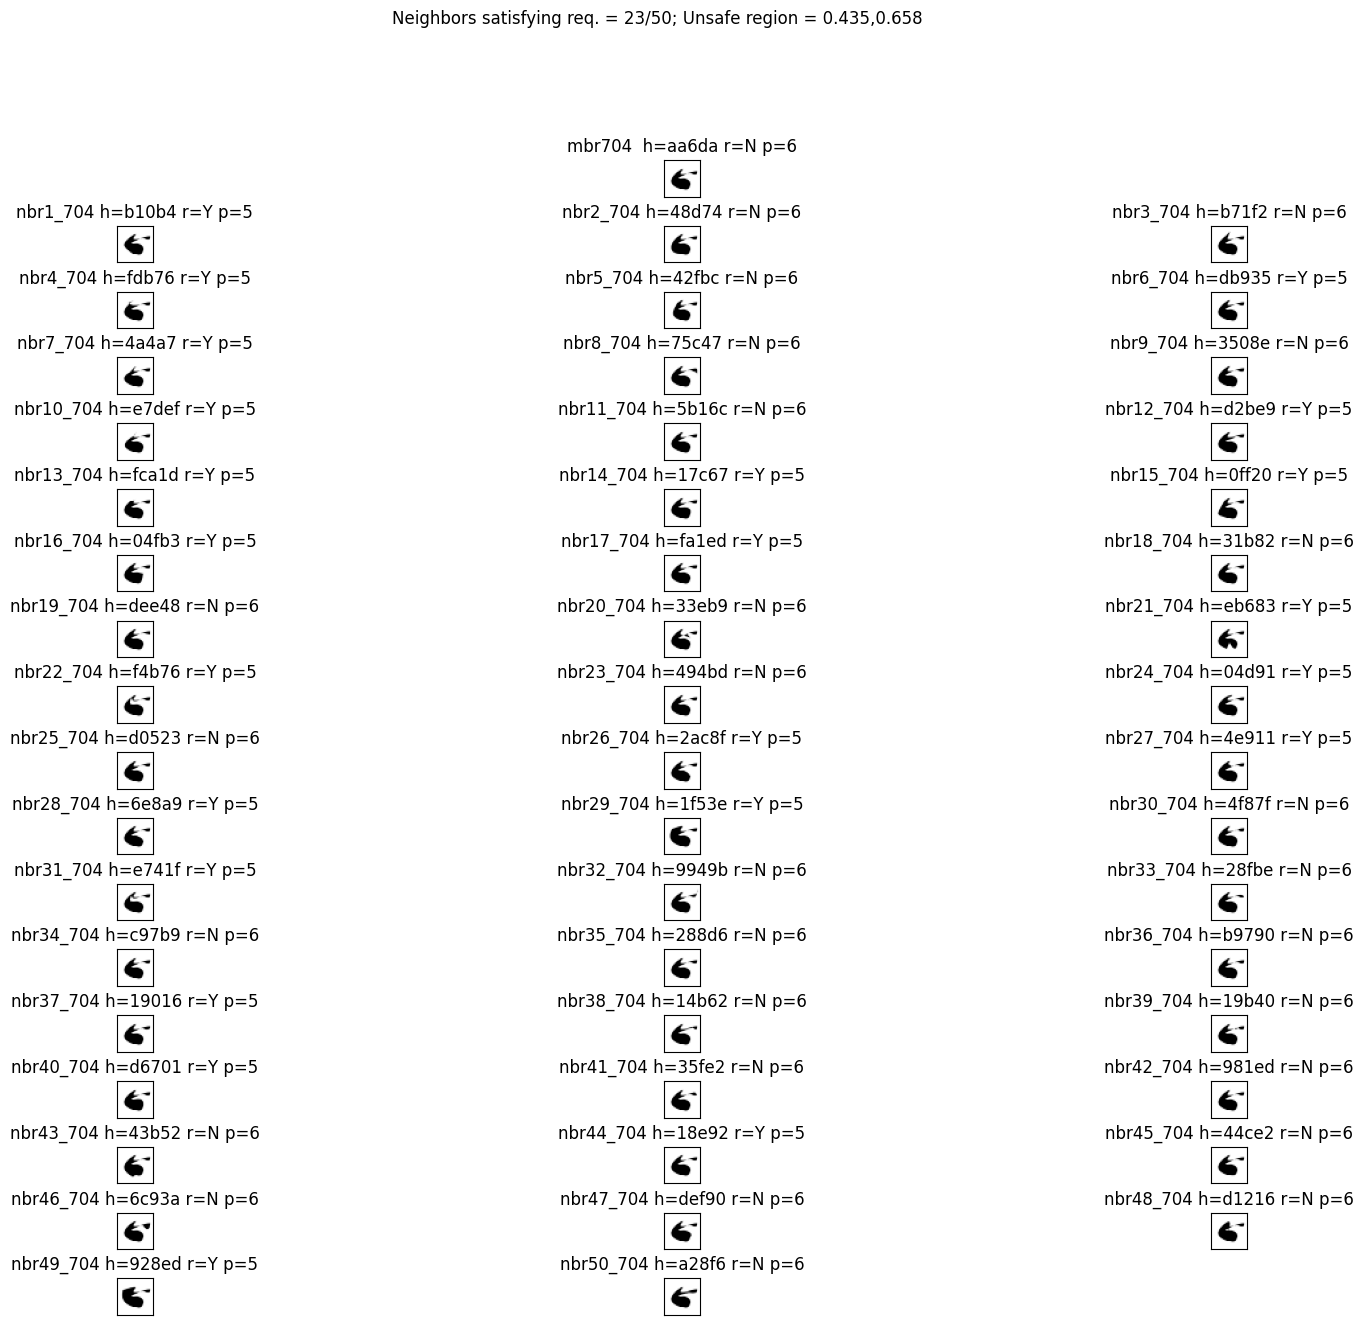 Neighbors satisfying req. = 23/50; Unsafe region = 0.435,0.658
mbr704  h=aa6da r=N p=6
nbr1_704 h=b10b4 r=Y p=5
nbr2_704 h=48d74 r=N p=6
nbr3_704 h=b71f2 r=N p=6
nbr4_704 h=fdb76 r=Y p=5
nbr5_704 h=42fbc r=N p=6
nbr6_704 h=db935 r=Y p=5
nbr7_704 h=4a4a7 r=Y p=5
nbr8_704 h=75c47 r=N p=6
nbr9_704 h=3508e r=N p=6
nbr10_704 h=e7def r=Y p=5
nbr11_704 h=5b16c r=N p=6
nbr12_704 h=d2be9 r=Y p=5
nbr13_704 h=fca1d r=Y p=5
nbr14_704 h=17c67 r=Y p=5
nbr15_704 h=0ff20 r=Y p=5
nbr16_704 h=04fb3 r=Y p=5
nbr17_704 h=fa1ed r=Y p=5
nbr18_704 h=31b82 r=N p=6
nbr19_704 h=dee48 r=N p=6
nbr20_704 h=33eb9 r=N p=6
nbr21_704 h=eb683 r=Y p=5
nbr22_704 h=f4b76 r=Y p=5
nbr23_704 h=494bd r=N p=6
nbr24_704 h=04d91 r=Y p=5
nbr25_704 h=d0523 r=N p=6
nbr26_704 h=2ac8f r=Y p=5
nbr27_704 h=4e911 r=Y p=5
nbr28_704 h=6e8a9 r=Y p=5
nbr29_704 h=1f53e r=Y p=5
nbr30_704 h=4f87f r=N p=6
nbr31_704 h=e741f r=Y p=5
nbr32_704 h=9949b r=N p=6
nbr33_704 h=28fbe r=N p=6
nbr34_704 h=c97b9 r=N p=6
nbr35_704 h=288d6 r=N p=6
nbr36_704 h=b9790 r=N p=6
nbr37_704 h=19016 r=Y p=5
nbr38_704 h=14b62 r=N p=6
nbr39_704 h=19b40 r=N p=6
nbr40_704 h=d6701 r=Y p=5
nbr41_704 h=35fe2 r=N p=6
nbr42_704 h=981ed r=N p=6
nbr43_704 h=43b52 r=N p=6
nbr44_704 h=18e92 r=Y p=5
nbr45_704 h=44ce2 r=N p=6
nbr46_704 h=6c93a r=N p=6
nbr47_704 h=def90 r=N p=6
nbr48_704 h=d1216 r=N p=6
nbr49_704 h=928ed r=Y p=5
nbr50_704 h=a28f6 r=N p=6